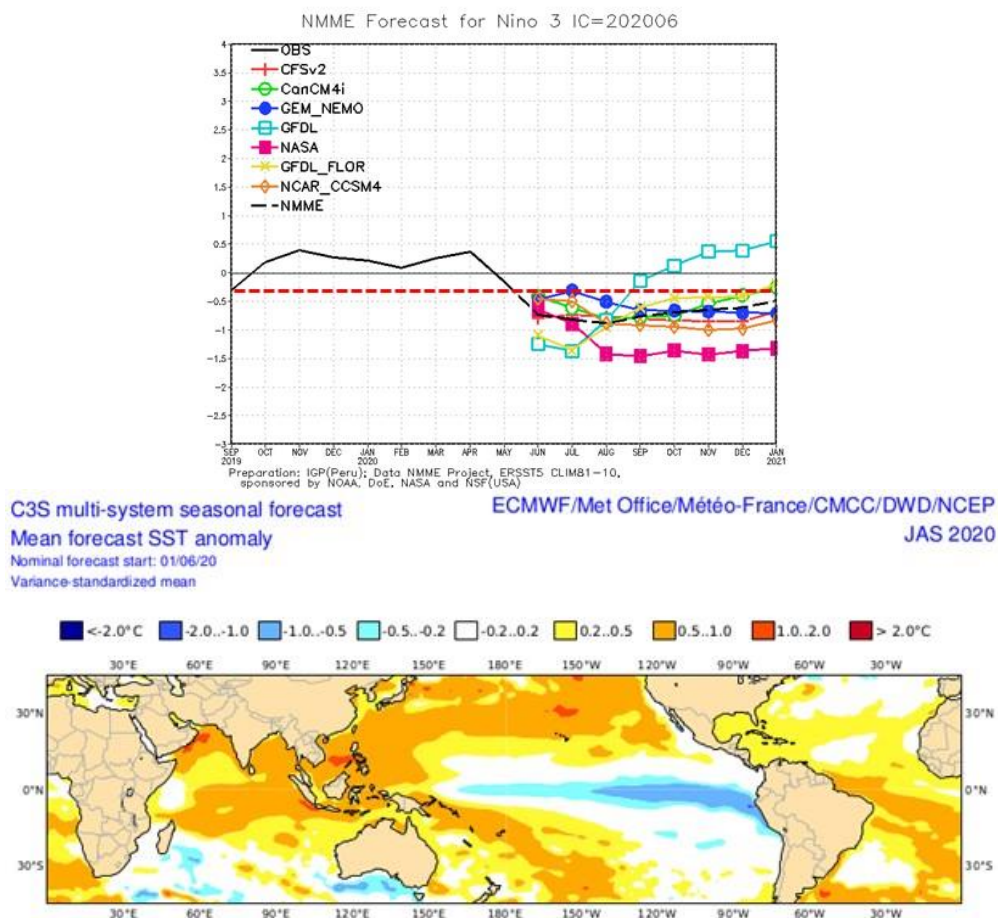 NMME Forecast for Nino 3 IC=202006
4
3.5
3
2.5
2
1.5
1
0.5
0
-0.5
-1
-1.5
-2
-2.5
-3
OBS
CFSv2
CanCM4i
GEM_NEMO
GFDL
NASA
GFDL_FLOR
NCAR_CCSM4
NMME
SEP OCT NOV DEC JAN FEB MAR APR MAY JUN JUL AUG SEP OCT NOV DEC JAN
2019 2020 2021
Preparation: IGP(Peru); Data NMME Project, ERSST5 CLIM81-10,
sponsored by NOAA, DoE, NASA and NSF(USA)
C3S multi-system seasonal forecast ECMWF/Met Office/Météo-France/CMCC/DWD/NCEP
Mean forecast SST anomaly JAS 2020
Nominal forecast start: 01/06/20
Variance-standardized mean
<-2.0°C -2.0..-1.0 -1.0..-0.5 -0.5..-0.2 -0.2..0.2 0.2..0.5 0.5..1.0 1.0..2.0 > 2.0°C
30°E 60°E 90°E 120°E 150°E 180°E 150°W 120°W 90°W 60°W 30°W
30°N 30°N
0°N 0°N
30°S 30°S
30°E 60°E 90°E 120°E 150°E 180°E 150°W 120°W 90°W 60°W 30°W